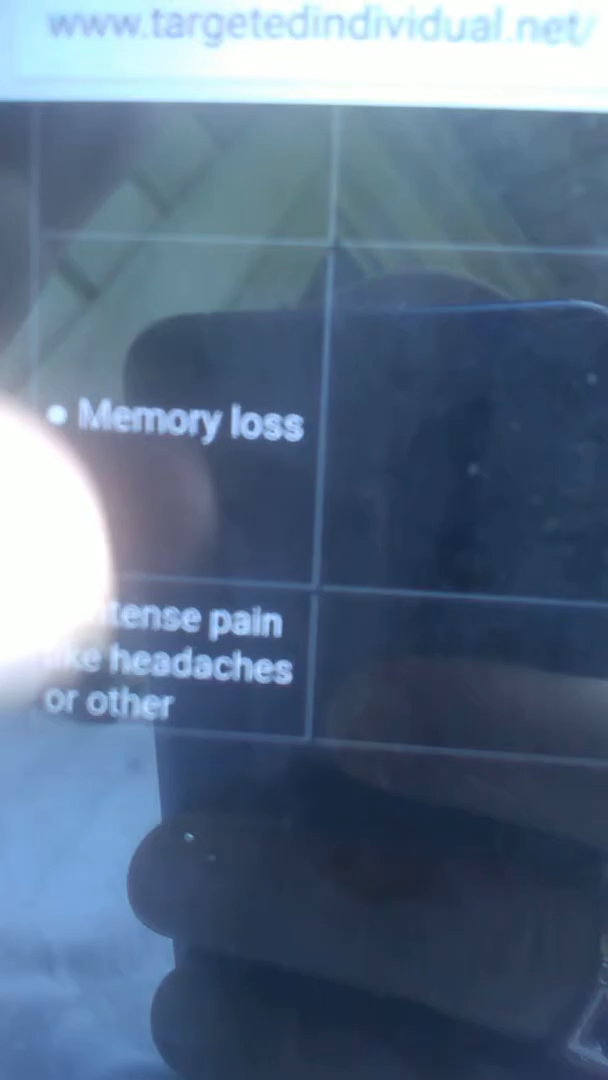 www.targetedindividual.net/
• Memory loss
pain
headaches
or other